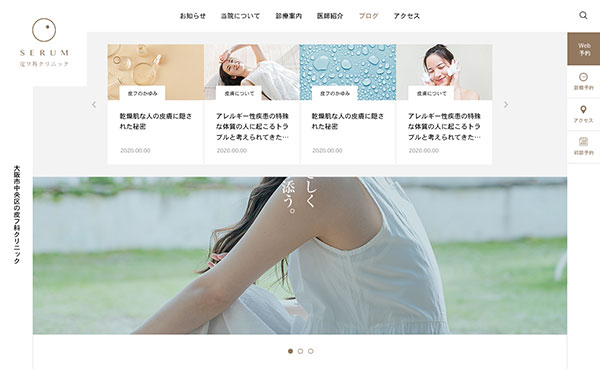 お知らせ
当院について
診療案内
医師紹介
ブログ
アクセス
SERUM
皮フ科クリニック
Web
予約
診療予約
アクセス
初診予約
皮フのかゆみ
乾燥肌な人の皮膚に隠さ
れた秘密
2020.00.00
皮膚について
アレルギー性疾患の特殊
な体質の人に起こるトラ
ブルと考えられてきた…
2020.00.00
皮フのかゆみ
乾燥肌な人の皮膚に隠さ
れた秘密
2020.00.00
皮膚について
アレルギー性疾患の特殊
な体質の人に起こるトラ
ブルと考えられてきた…
2020.00.00
さしく
添う。
大阪市中央区の皮フ科クリニック